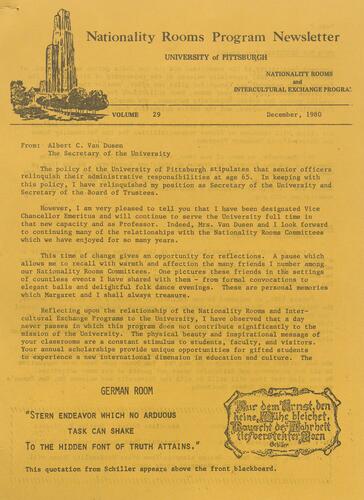 Nationality Rooms Program Newsletter
UNIVERSITY of PITTSBURGH
NATIONALITY ROOMS
and
INTERCULTURAL EXCHANGE PROGRAMS
VOLUME 29 December, 1980
From: Albert C. Van Dusen
The Secretary of the University
The policy of the University of Pittsburgh stipulates that senior officers
relinquish their administrative responsibilities at age 65. In keeping with
this policy, I have relinquished my position as Secretary of the University and
Secretary of the Board of Trustees.
However, I am very pleased to tell you that I have been designated Vice
Chancellor Emeritus and will continue to serve the University full time in
that new capacity and as Professor. Indeed, Mrs. Van Dusen and I look forward
to continuing many of the relationships with the Nationality Rooms Committees
which we have enjoyed for so many years.
This time of change gives an opportunity for reflections. A pause which
allows me to recall with warmth and affection the many friends I number among
our Nationality Rooms Committees. One pictures these friends in the settings
of countless events I have shared with them - from formal convocations to
elegant balls and delightful folk dance evenings. These are personal memories
which Margaret and I shall always treasure.
Reflecting upon the relationship of the Nationality Rooms and Inter-
cultural Exchange Programs to the University, I have observed that a day
never passes in which this program does not contribute significantly to the
mission of the University. The physical beauty and inspirational message of
your classrooms are a constant stimulus to students, faculty, and visitors.
Your annual scholarships provide unique opportunities for gifted students
to experience a new international dimension in education and culture. The
GERMAN ROOM
"STERN ENDEAVOR WHICH NO ARDUOUS
TASK CAN SHAKE
TO THE HIDDEN FONT OF TRUTH ATTAINS."
Nur dem Ernst, den
keine Mühe bleichet,
Rauscht der Wahrheit
tiefversteckter Born
Schiller
This quotation from Schiller appears above the front blackboard.